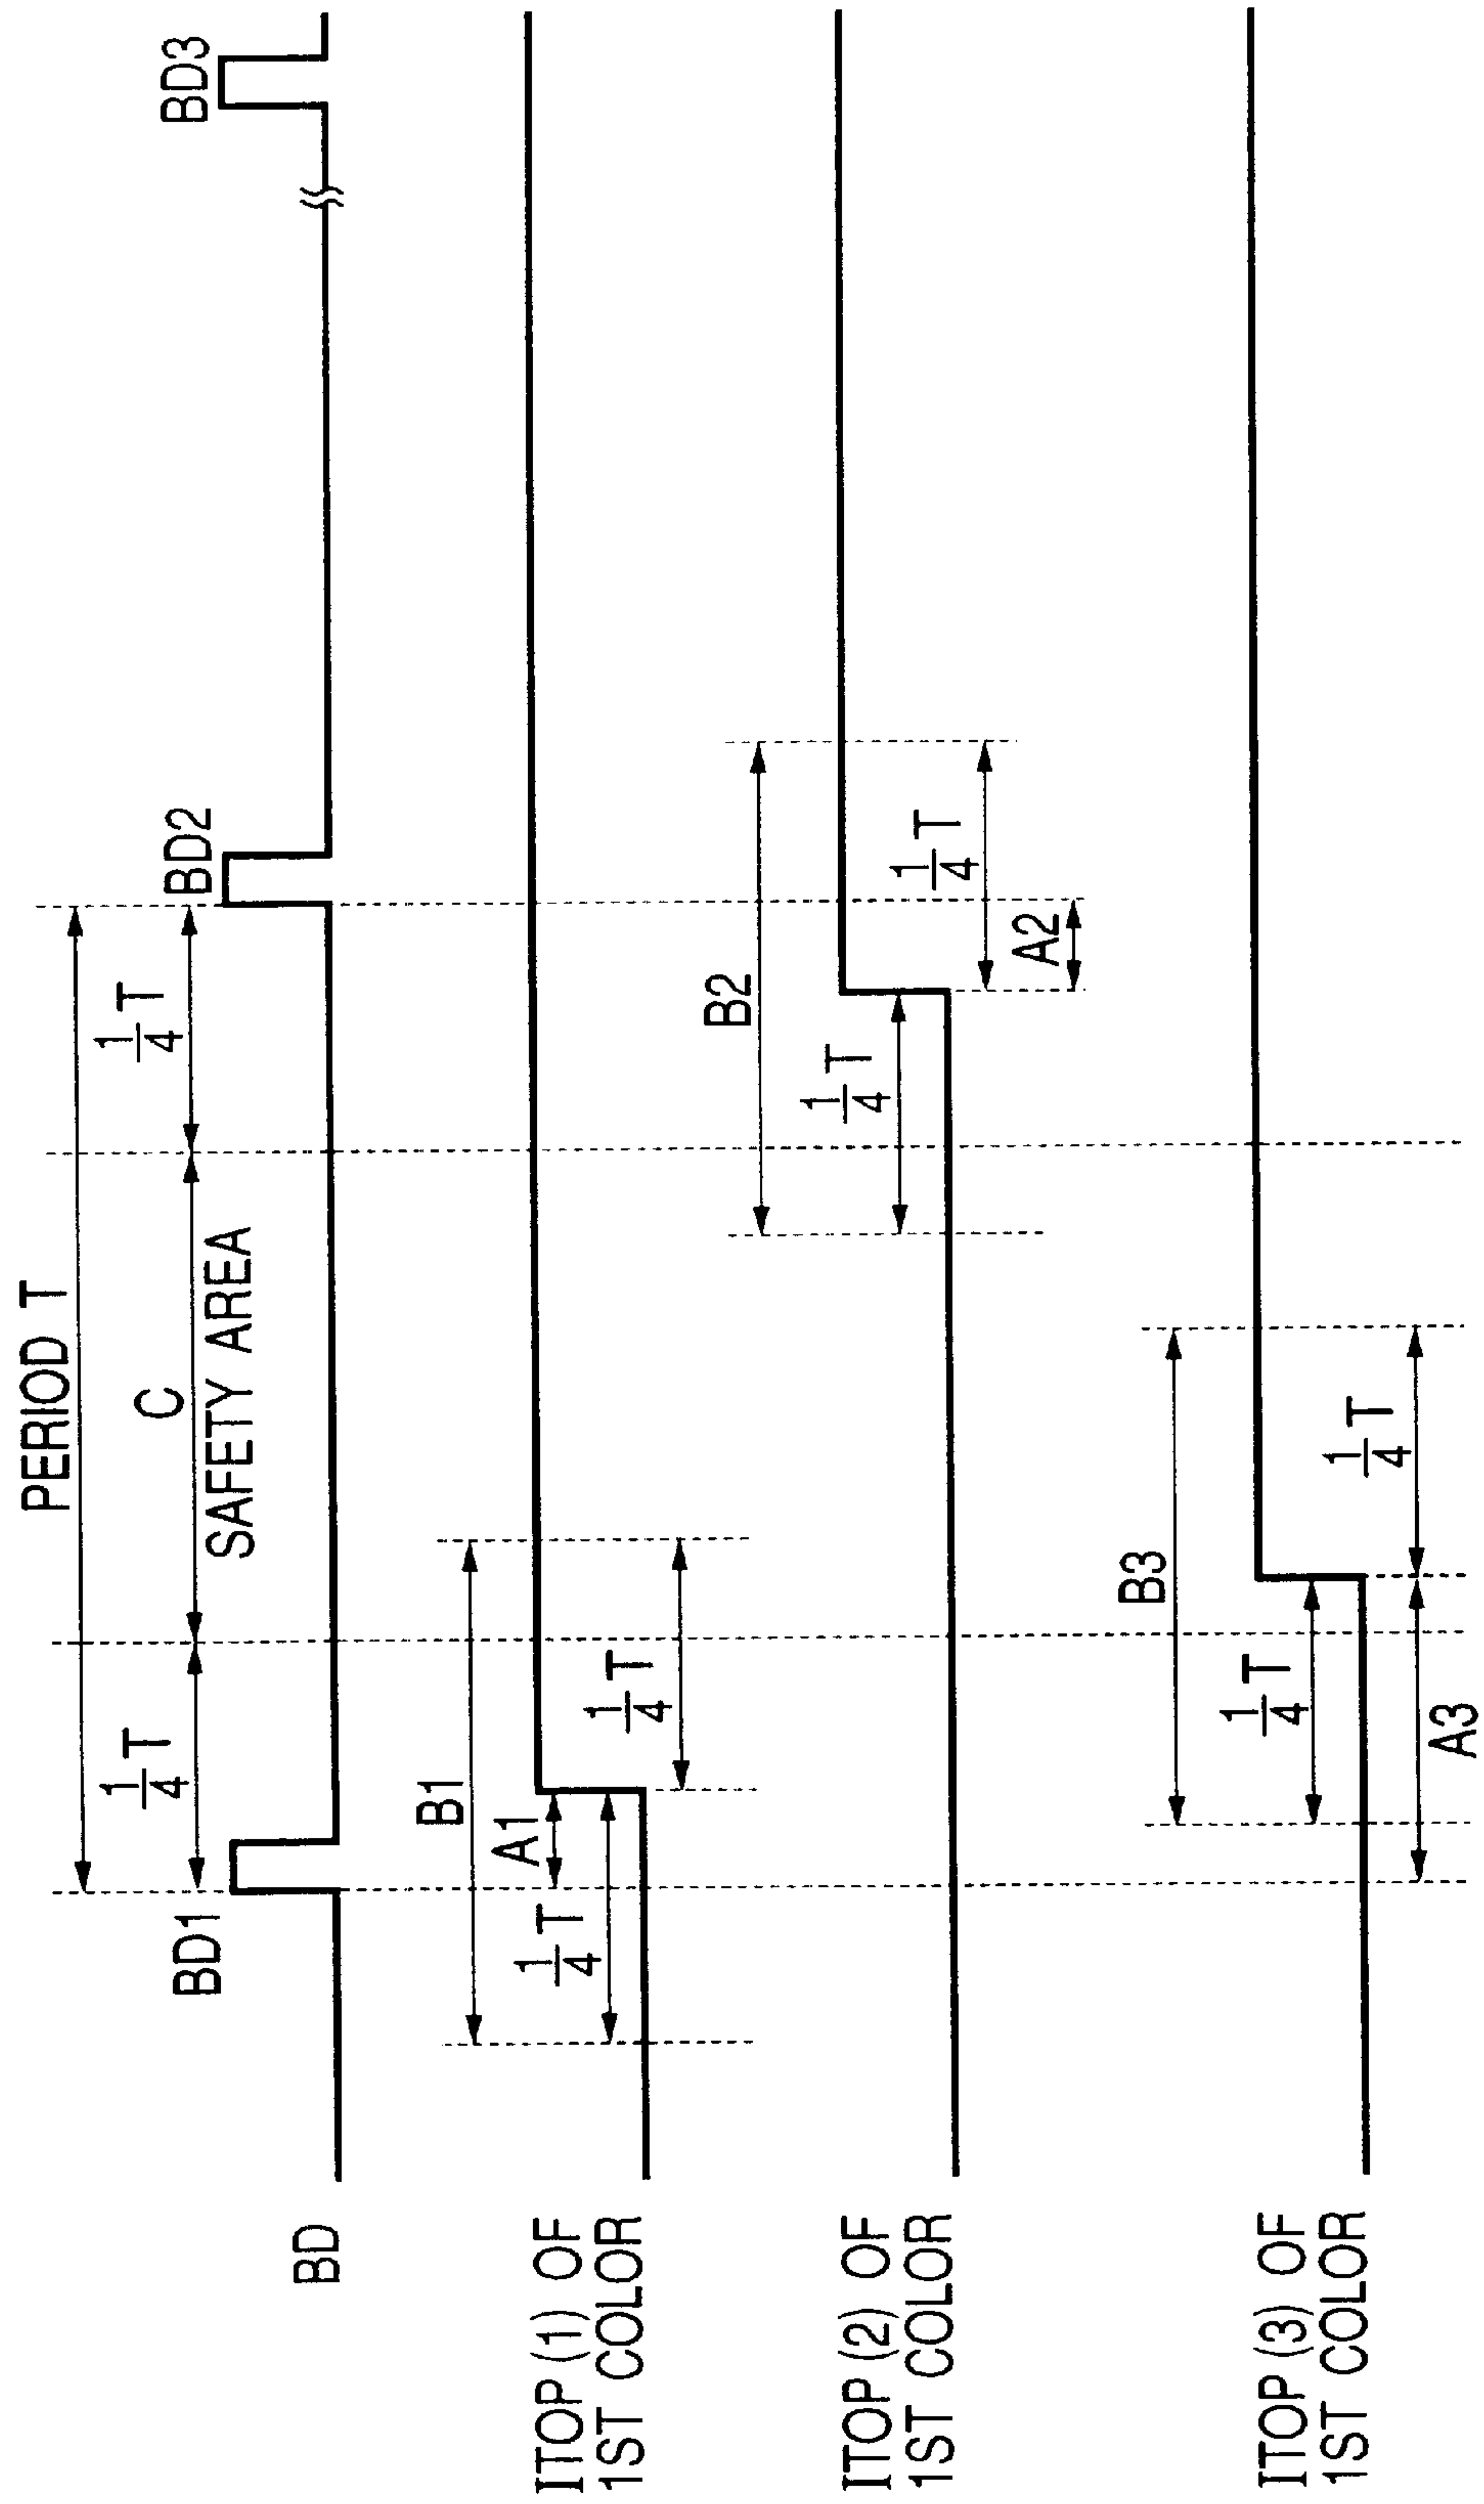 PERIOD T
1/4 T
C
1/4 T
SAFETY AREA
BD1
BD2
BD3
BD
B1
A1
1/4 T
1/4 T
ITOP (1) OF
1ST COLOR
B2
1/4 T
1/4 T
A2
ITOP (2) OF
1ST COLOR
B3
1/4 T
1/4 T
A3
ITOP (3) OF
1ST COLOR